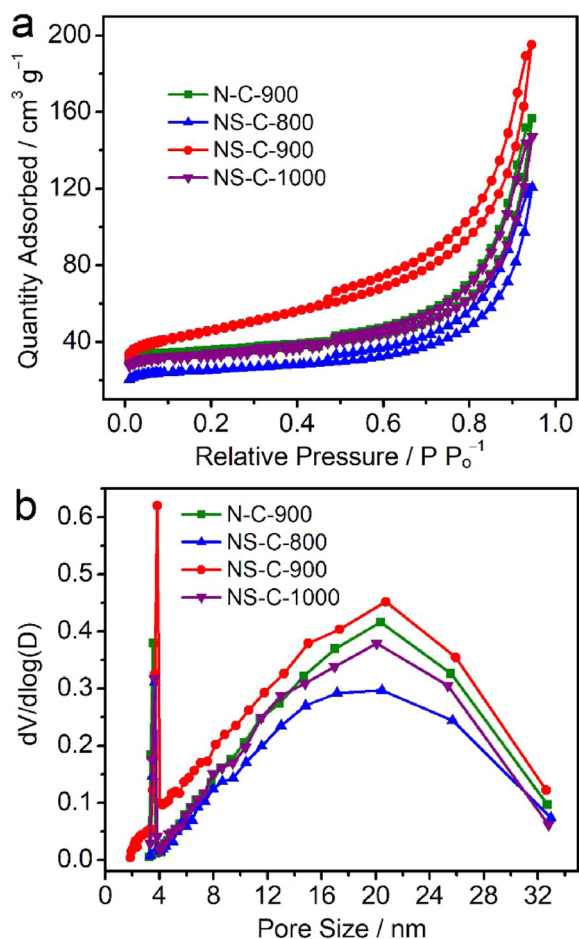 a
200
160
120
80
40
Quantity Adsorbed / cm³ g⁻¹
N-C-900
NS-C-800
NS-C-900
NS-C-1000
0.0 0.2 0.4 0.6 0.8 1.0
Relative Pressure / P Pₒ⁻¹
b
0.6
0.5
0.4
0.3
0.2
0.1
0.0
dV/dlog(D)
N-C-900
NS-C-800
NS-C-900
NS-C-1000
0 4 8 12 16 20 24 28 32
Pore Size / nm